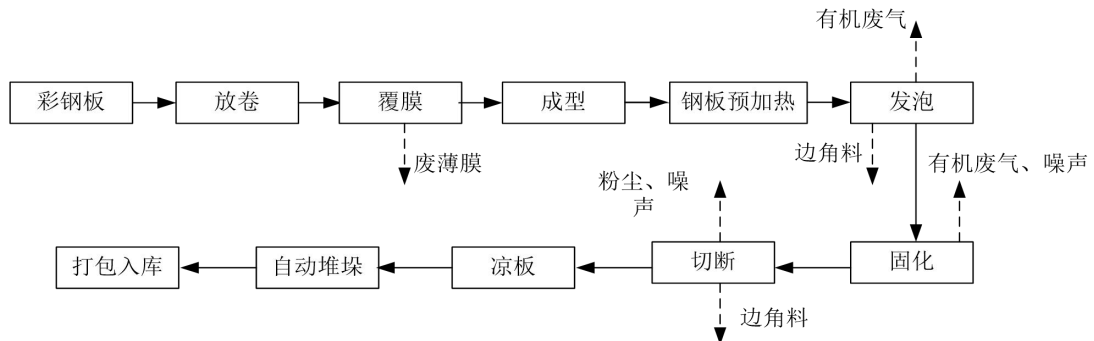 有机废气
彩钢板
放卷
覆膜
成型
钢板预加热
发泡
废薄膜
边角料
有机废气、噪声
粉尘、噪
声
打包入库
自动堆垛
凉板
切断
固化
边角料